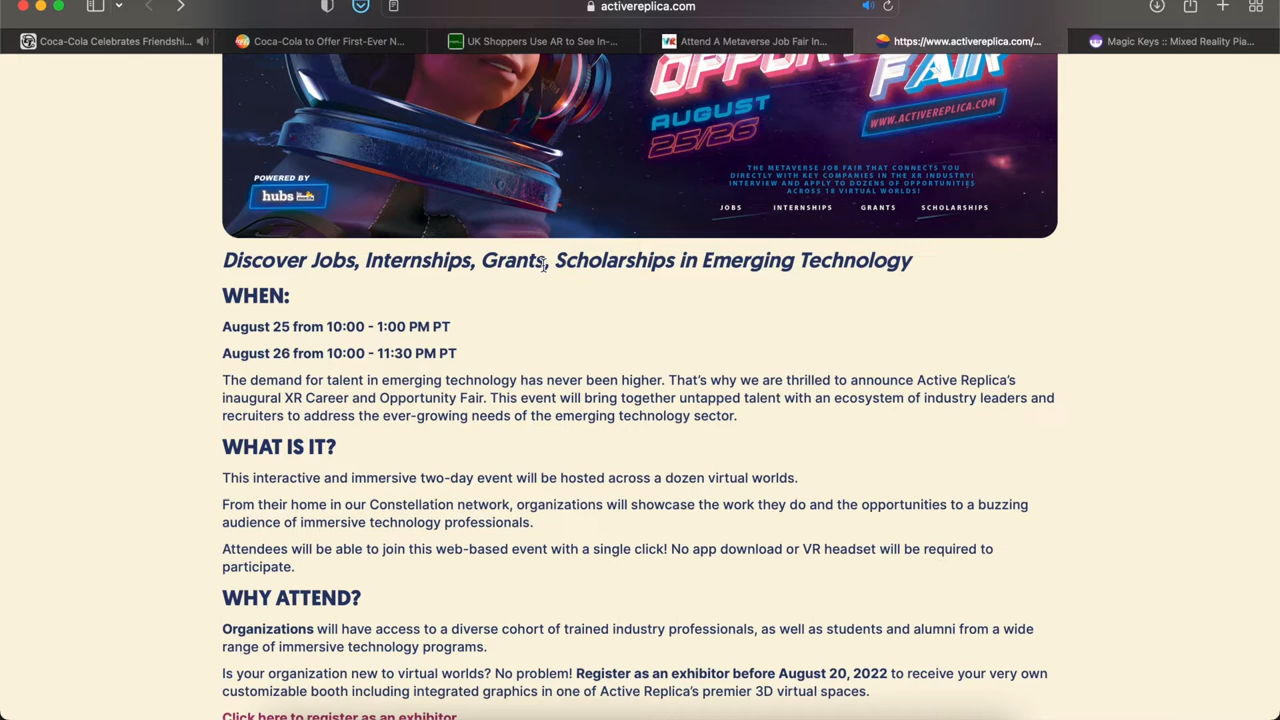 activereplica.com
Coca-Cola Celebrates Friendshi...
Coca-Cola to Offer First-Ever N...
UK Shoppers Use AR to See In-...
Attend A Metaverse Job Fair In...
https://www.activereplica.com/...
Magic Keys :: Mixed Reality Pia...
OPPORTUNITY
FAIR
AUGUST
25/26
WWW.ACTIVEREPLICA.COM
POWERED BY
hubs
THE METAVERSE JOB FAIR THAT CONNECTS YOU
DIRECTLY WITH KEY COMPANIES IN THE XR INDUSTRY!
INTERVIEW AND APPLY TO DOZENS OF OPPORTUNITIES
ACROSS 18 VIRTUAL WORLDS!
JOBS INTERNSHIPS GRANTS SCHOLARSHIPS
Discover Jobs, Internships, Grants, Scholarships in Emerging Technology
WHEN:
August 25 from 10:00 - 1:00 PM PT
August 26 from 10:00 - 11:30 PM PT
The demand for talent in emerging technology has never been higher. That’s why we are thrilled to announce Active Replica’s
inaugural XR Career and Opportunity Fair. This event will bring together untapped talent with an ecosystem of industry leaders and
recruiters to address the ever-growing needs of the emerging technology sector.
WHAT IS IT?
This interactive and immersive two-day event will be hosted across a dozen virtual worlds.
From their home in our Constellation network, organizations will showcase the work they do and the opportunities to a buzzing
audience of immersive technology professionals.
Attendees will be able to join this web-based event with a single click! No app download or VR headset will be required to
participate.
WHY ATTEND?
Organizations will have access to a diverse cohort of trained industry professionals, as well as students and alumni from a wide
range of immersive technology programs.
Is your organization new to virtual worlds? No problem! Register as an exhibitor before August 20, 2022 to receive your very own
customizable booth including integrated graphics in one of Active Replica’s premier 3D virtual spaces.
Click here to register as an exhibitor